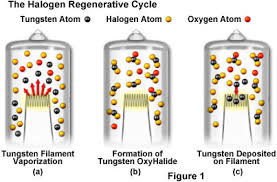 The Halogen Regenerative Cycle
Tungsten Atom
Halogen Atom
Oxygen Atom
Tungsten Filament
Vaporization
(a)
Formation of
Tungsten OxyHalide
(b)
Tungsten Deposited
on Filament
(c)
Figure 1